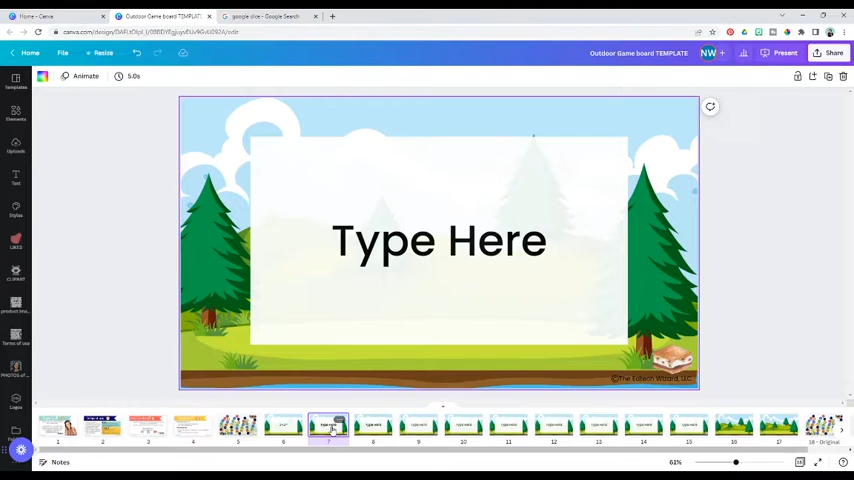 Home - Canva
Outdoor Game board TEMPLATE
google slice - Google Search
Home
File
Resize
Outdoor Game board TEMPLATE
NW
Present
Share
Animate
5.0s
Templates
Elements
Uploads
Text
Styles
LIKES
CLIPART
Terms of use
Logos
Type Here
©The Edtech Wizard, LLC
1 2 3 4 5 6 7 8 9 10 11 12 13 14 15 16 17 18 - Original
Notes
61%